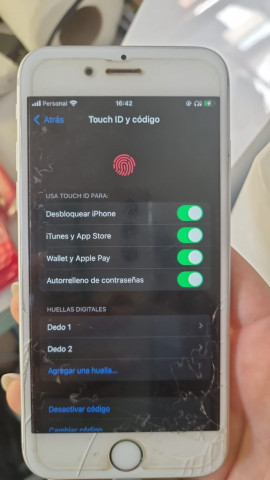 Personal 16:42
Atrás Touch ID y código
USA TOUCH ID PARA:
Desbloquear iPhone
iTunes y App Store
Wallet y Apple Pay
Autorrelleno de contraseñas
HUELLAS DIGITALES
Dedo 1
Dedo 2
Agregar una huella...
Desactivar código
Cambiar código